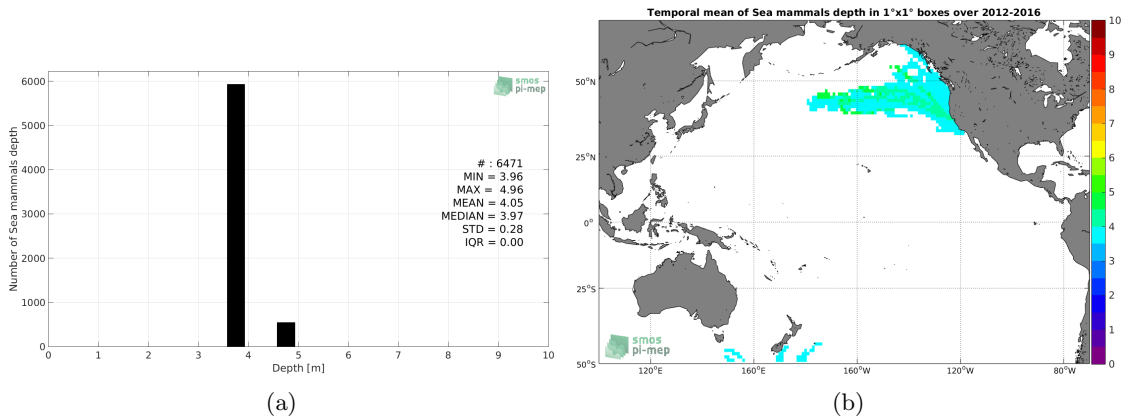 Temporal mean of Sea mammals depth in 1°x1° boxes over 2012-2016
6000
5000
4000
3000
2000
1000
0
Number of Sea mammals depth
smos
pi-mep
# : 6471
MIN = 3.96
MAX = 4.96
MEAN = 4.05
MEDIAN = 3.97
STD = 0.28
IQR = 0.00
0 1 2 3 4 5 6 7 8 9 10
Depth [m]
50°N
25°N
0°
25°S
50°S
120°E 160°E 160°W 120°W 80°W
smos
pi-mep
10
9
8
7
6
5
4
3
2
1
0
(a)
(b)